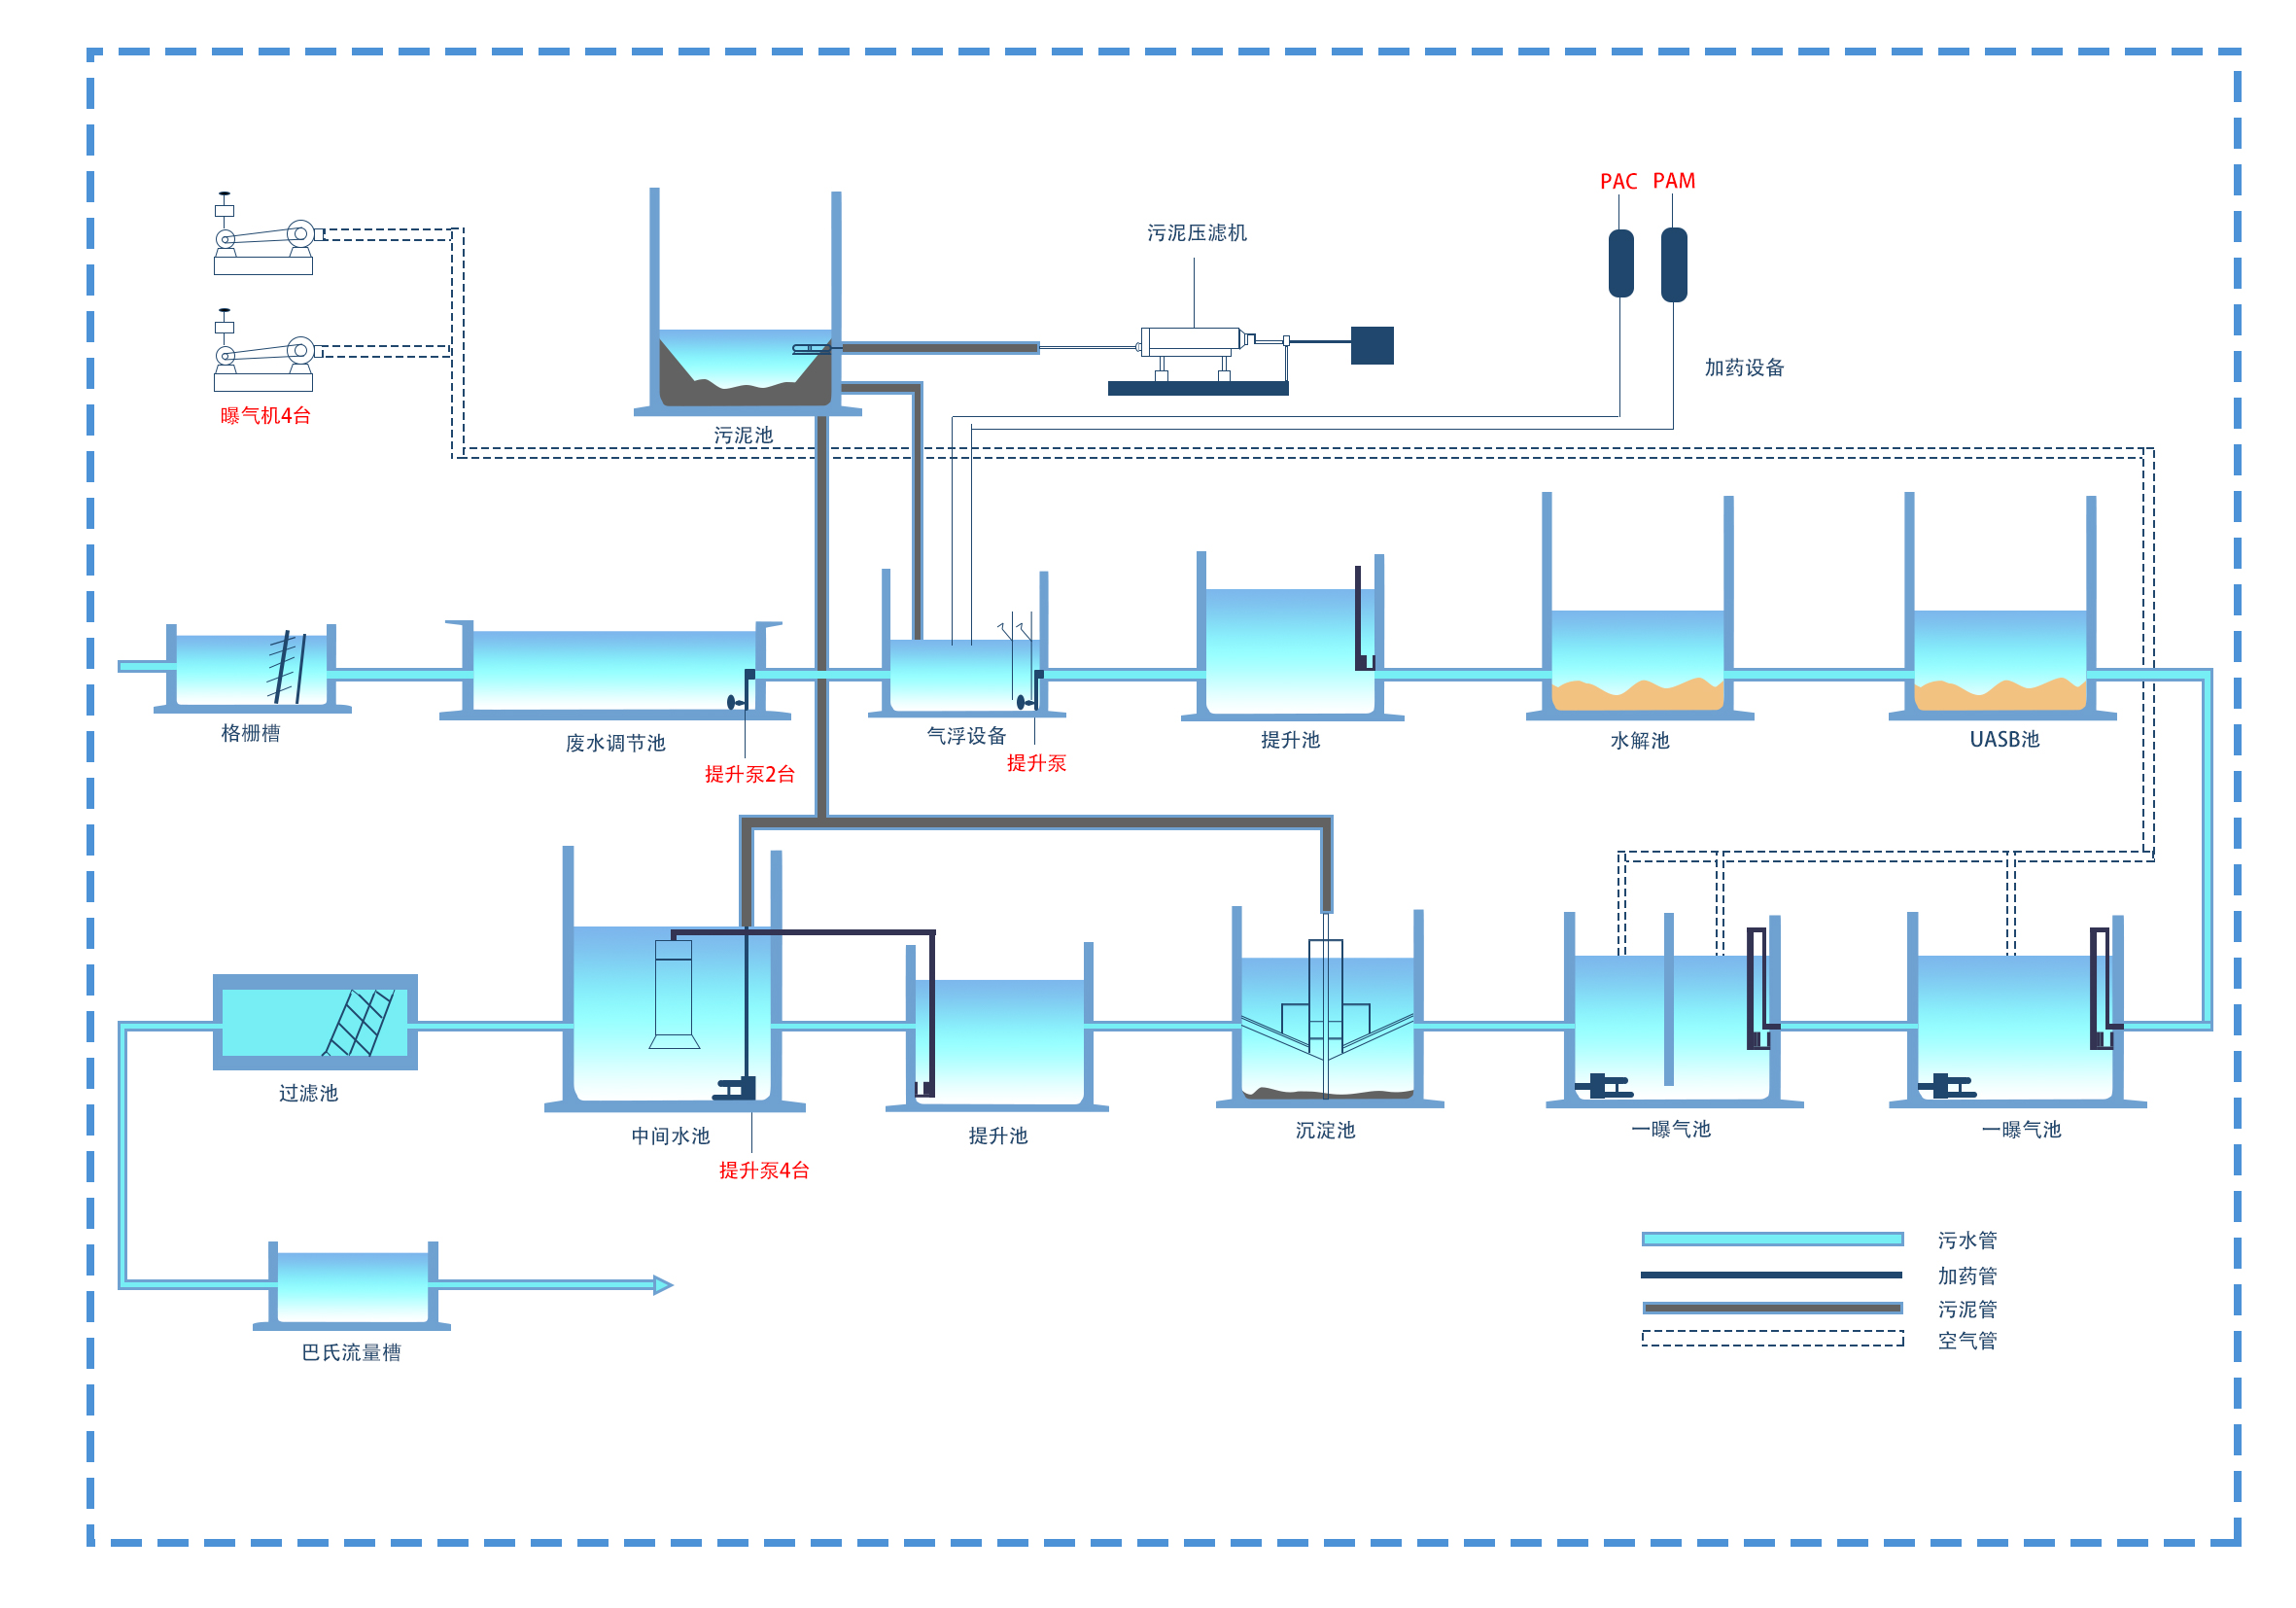 PAC
PAM
污泥压滤机
加药设备
曝气机4台
污泥池
格栅槽
废水调节池
提升泵2台
气浮设备
提升泵
提升池
水解池
UASB池
过滤池
中间水池
提升泵4台
提升池
沉淀池
一曝气池
一曝气池
污水管
加药管
污泥管
空气管
巴氏流量槽